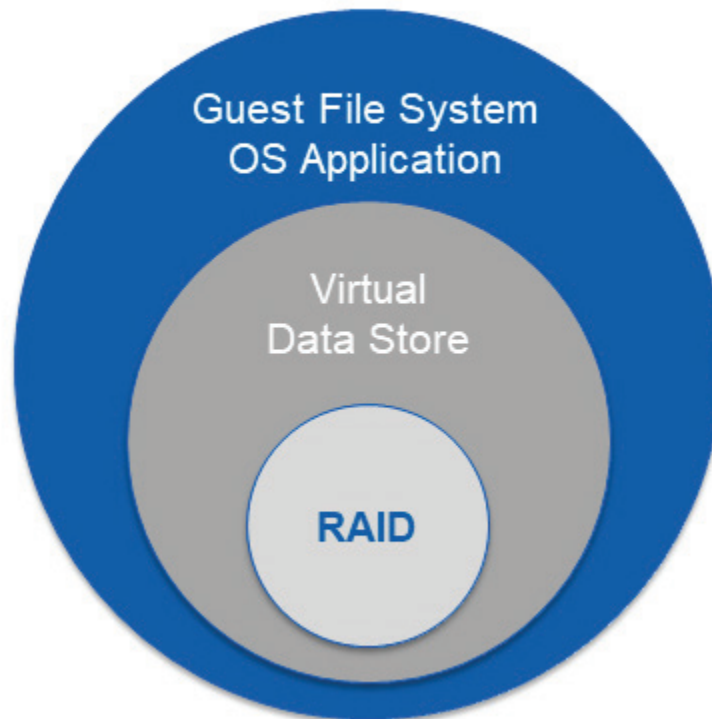 Guest File System
OS Application
Virtual
Data Store
RAID